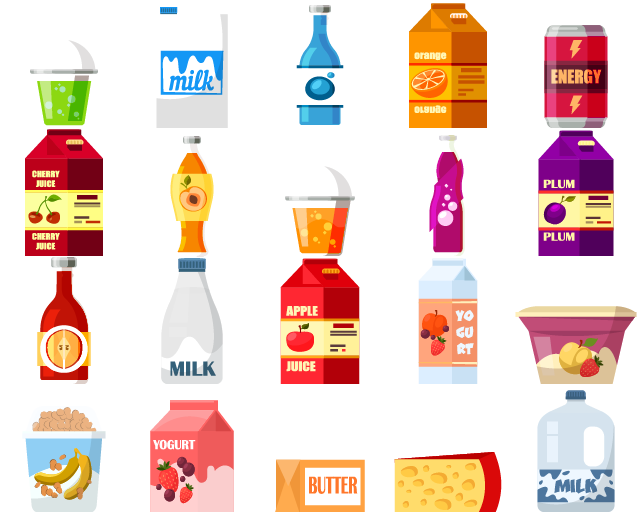 milk
orange
ENERGY
CHERRY
JUICE
CHERRY
JUICE
PLUM
PLUM
APPLE
JUICE
YO
GU
RT
MILK
YOGURT
BUTTER
MILK